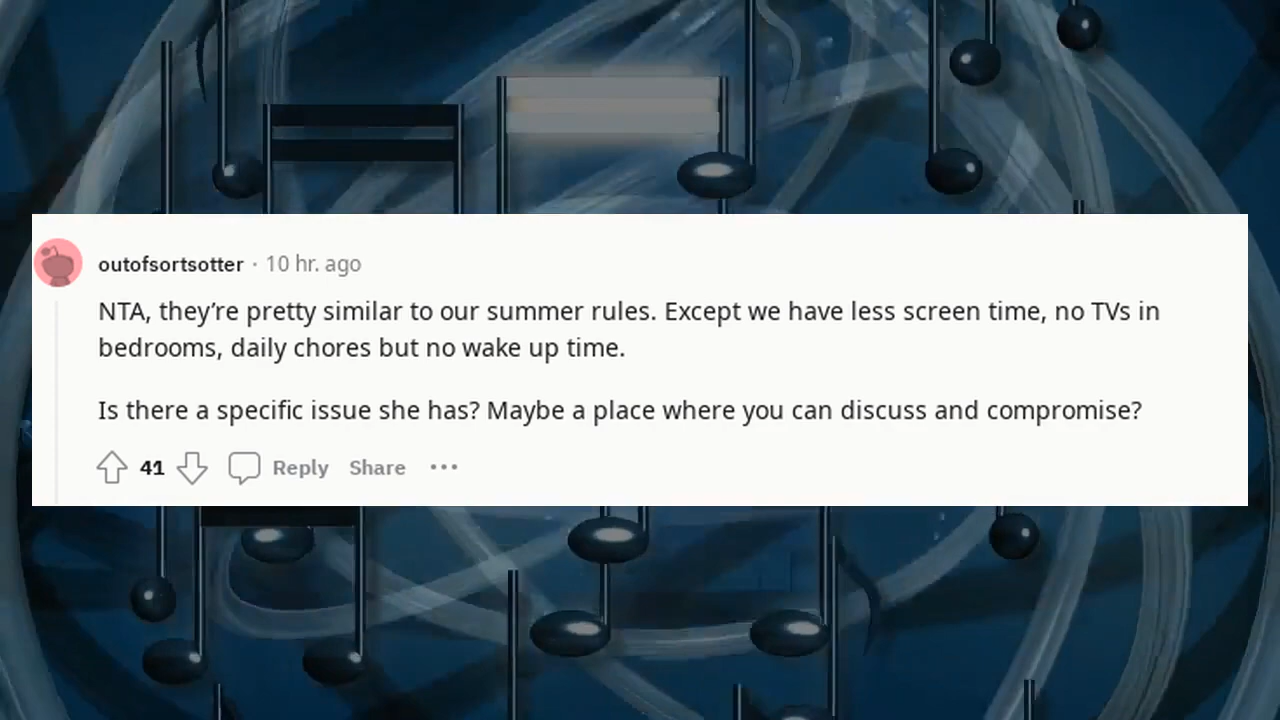 outofsortsotter · 10 hr. ago
NTA, they’re pretty similar to our summer rules. Except we have less screen time, no TVs in
bedrooms, daily chores but no wake up time.
Is there a specific issue she has? Maybe a place where you can discuss and compromise?
41 Reply Share ···